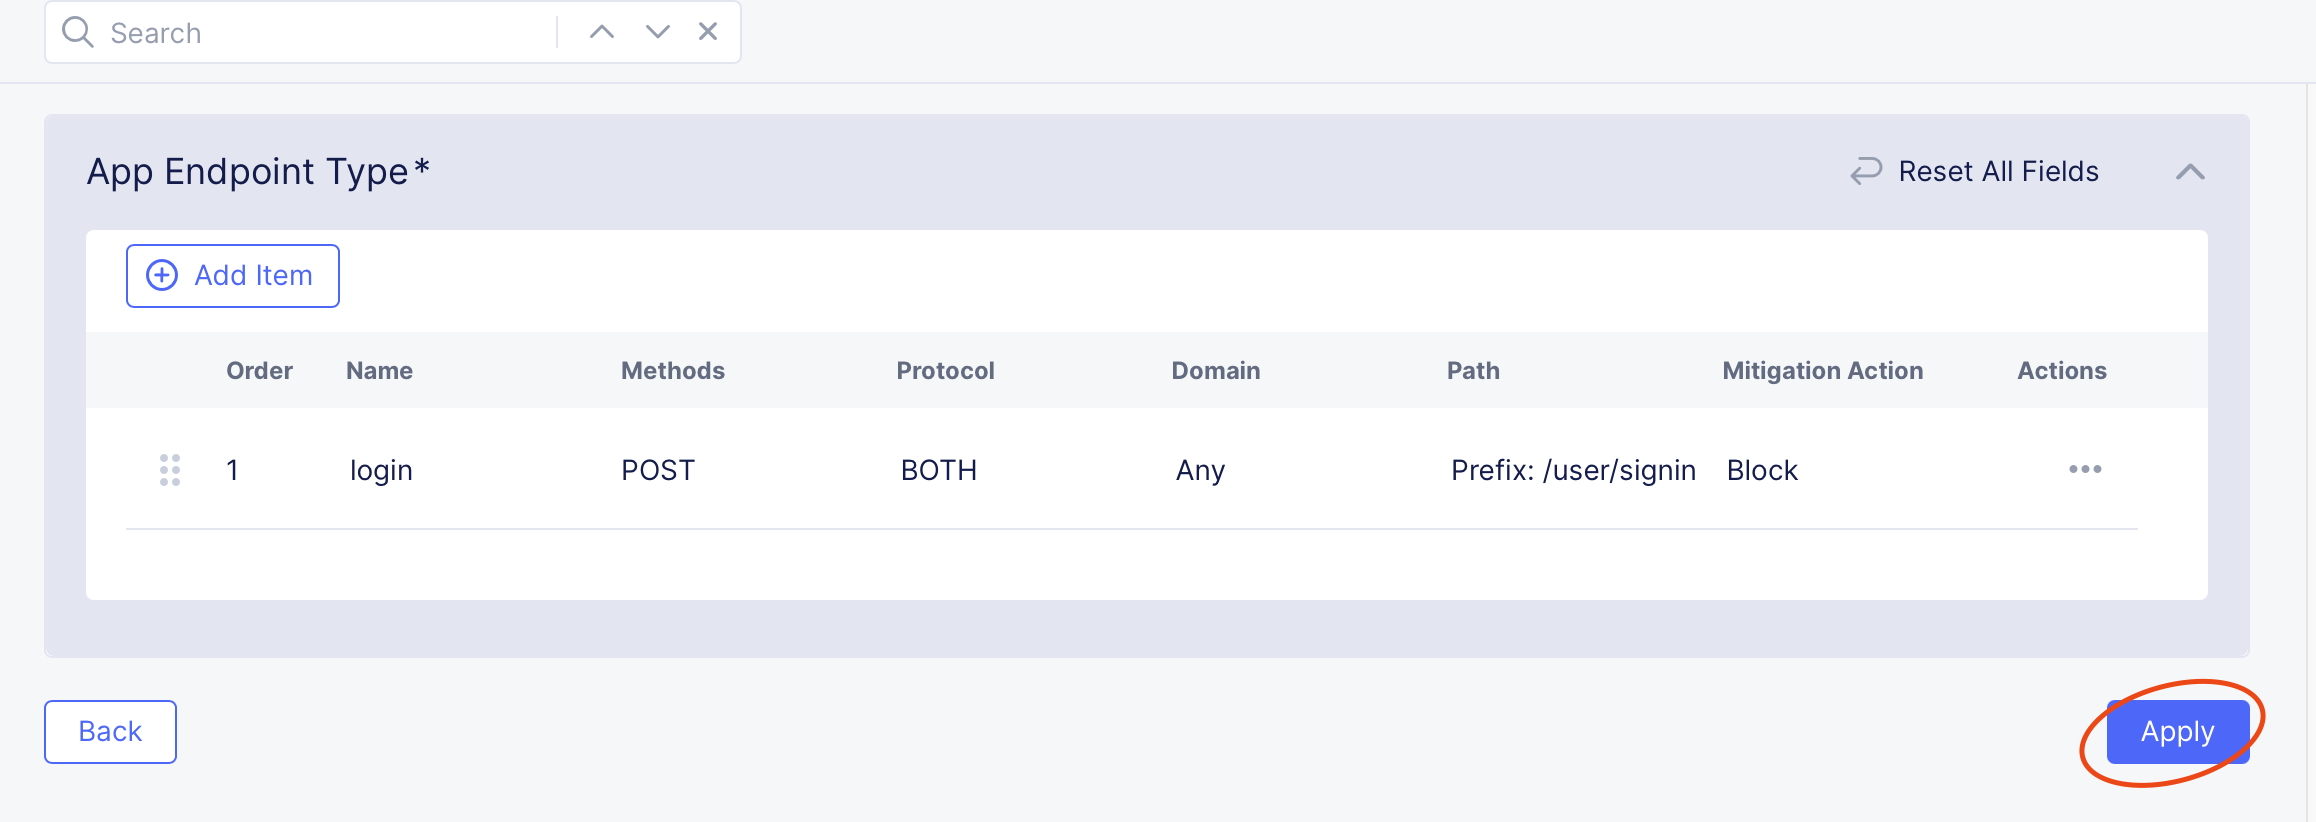 Search
App Endpoint Type*
Reset All Fields
Add Item
Order Name Methods Protocol Domain Path Mitigation Action Actions
1 login POST BOTH Any Prefix: /user/signin Block
Back
Apply